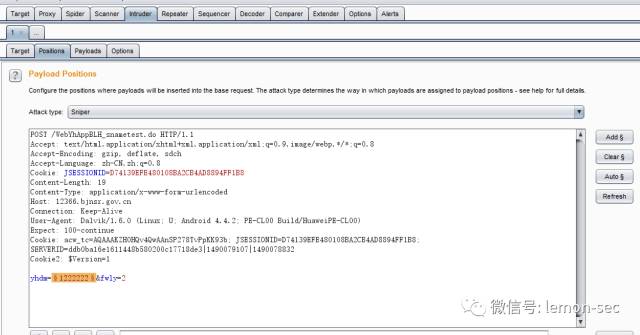 Target Proxy Spider Scanner Intruder Repeater Sequencer Decoder Comparer Extender Options Alerts
1 × ...
Target Positions Payloads Options
? Payload Positions
Configure the positions where payloads will be inserted into the base request. The attack type determines the way in which payloads are assigned to payload positions - see help for full details.
Attack type: Sniper
POST /WebYhAppBLH_snametest.do HTTP/1.1
Accept: text/html,application/xhtml+xml,application/xml;q=0.9,image/webp,*/*;q=0.8
Accept-Encoding: gzip, deflate, sdch
Accept-Language: zh-CN,zh;q=0.8
Cookie: JSESSIONID=D74139EFE480108BA2CB4AD8894FF1B8
Content-Length: 19
Content-Type: application/x-www-form-urlencoded
Host: 12366.bjnsz.gov.cn
Connection: Keep-Alive
User-Agent: Dalvik/1.6.0 (Linux; U; Android 4.4.2; PE-CL00 Build/HuaweiPE-CL00)
Expect: 100-continue
Cookie: acw_tc=AQAAAKIHOHQv4QwAAnSP278TvPpKK93b; JSESSIONID=D74139EFE480108BA2CB4AD8894FF1B8;
SERVERID=ddb0ba16e1611448b580200c17718de3|1490079107|1490078832
Cookie2: $Version=1
yhdm=§1222222§&fwly=2
Add §
Clear §
Auto §
Refresh
微信号: lemon-sec